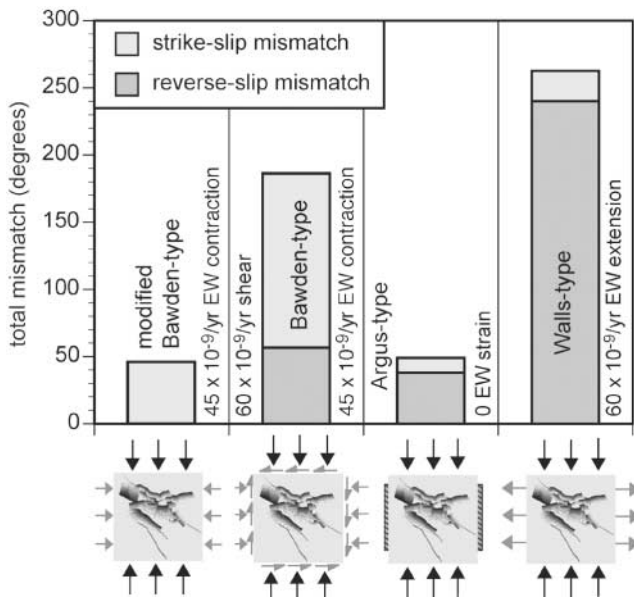 300
250
200
150
100
50
0
total mismatch (degrees)
strike-slip mismatch
reverse-slip mismatch
modified
Bawden-type
45 x 10⁻⁹/yr EW contraction
60 x 10⁻⁹/yr shear
Bawden-type
45 x 10⁻⁹/yr EW contraction
Argus-type
0 EW strain
Walls-type
60 x 10⁻⁹/yr EW extension